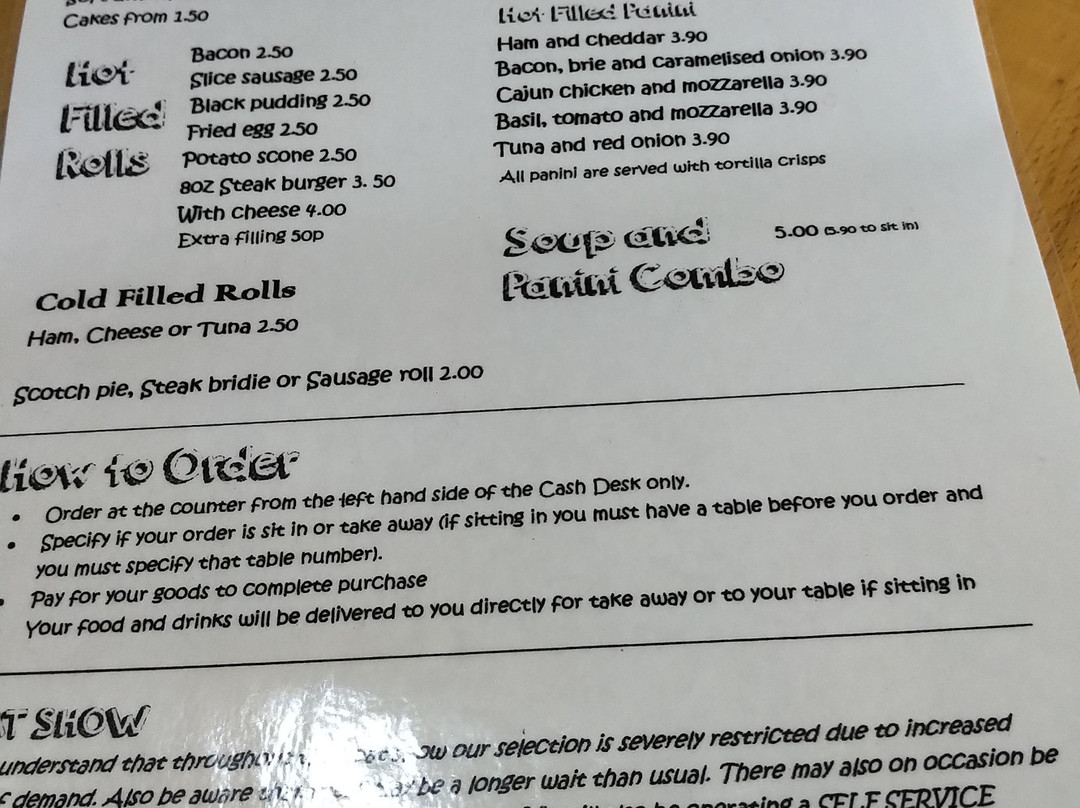 Cakes from 1.50
Hot
Filled
Rolls
Bacon 2.50
Slice sausage 2.50
Black pudding 2.50
Fried egg 2.50
Potato scone 2.50
8oz Steak burger 3. 50
With cheese 4.00
Extra filling 50p
Cold Filled Rolls
Ham, Cheese or Tuna 2.50
Scotch pie, Steak bridie or Sausage roll 2.00
Hot Filled Panini
Ham and cheddar 3.90
Bacon, brie and caramelised onion 3.90
Cajun chicken and mozzarella 3.90
Basil, tomato and mozzarella 3.90
Tuna and red onion 3.90
All panini are served with tortilla Crisps
Soup and
Panini Combo
5.00 (5.90 to sit in)
How to Order
• Order at the counter from the left hand side of the Cash Desk only.
• Specify if your order is sit in or take away (if sitting in you must have a table before you order and
you must specify that table number).
• Pay for your goods to complete purchase
Your food and drinks will be delivered to you directly for take away or to your table if sitting in
SHOW
understand that our selection is severely restricted due to increased
demand. Also be aware be a longer wait than usual. There may also on occasion be
operating a SELF SERVICE